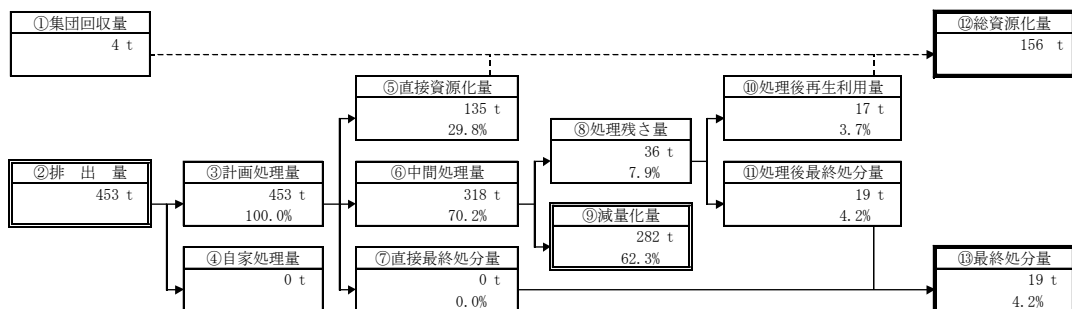 ①集団回収量
4 t
⑫総資源化量
156 t
⑤直接資源化量
135 t
29.8%
⑩処理後再生利用量
17 t
3.7%
⑧処理残さ量
36 t
7.9%
②排 出 量
453 t
③計画処理量
453 t
100.0%
⑥中間処理量
318 t
70.2%
⑪処理後最終処分量
19 t
4.2%
⑨減量化量
282 t
62.3%
④自家処理量
0 t
⑦直接最終処分量
0 t
0.0%
⑬最終処分量
19 t
4.2%